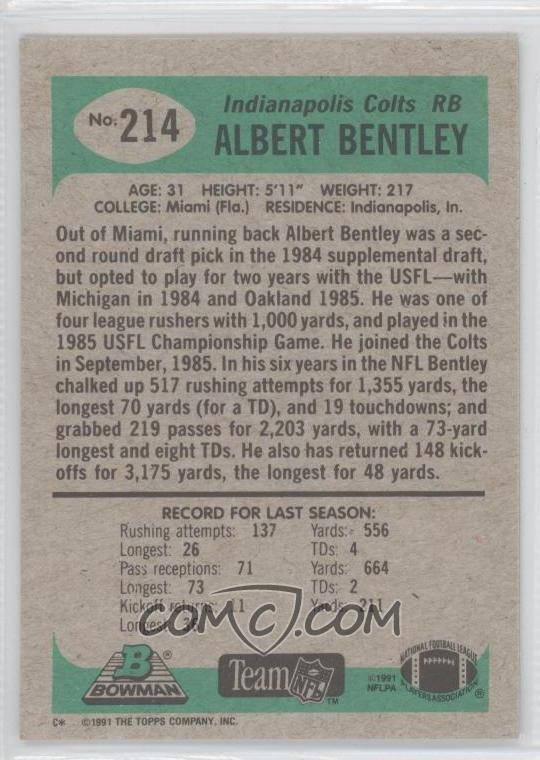 Indianapolis Colts RB
No. 214 ALBERT BENTLEY
AGE: 31 HEIGHT: 5'11" WEIGHT: 217
COLLEGE: Miami (Fla.) RESIDENCE: Indianapolis, In.
Out of Miami, running back Albert Bentley was a sec-
ond round draft pick in the 1984 supplemental draft,
but opted to play for two years with the USFL—with
Michigan in 1984 and Oakland 1985. He was one of
four league rushers with 1,000 yards, and played in the
1985 USFL Championship Game. He joined the Colts
in September, 1985. In his six years in the NFL Bentley
chalked up 517 rushing attempts for 1,355 yards, the
longest 70 yards (for a TD), and 19 touchdowns; and
grabbed 219 passes for 2,203 yards, with a 73-yard
longest and eight TDs. He also has returned 148 kick-
offs for 3,175 yards, the longest for 48 yards.
RECORD FOR LAST SEASON:
Rushing attempts: 137 Yards: 556
Longest: 26 TDs: 4
Pass receptions: 71 Yards: 664
Longest: 73 TDs: 2
Kickoff returns: 11 Yards: 211
Longest: 36
COMC.com
B® BOWMAN
Team NFL™
©1991
NFLPA
NATIONAL FOOTBALL LEAGUE
PLAYERS ASSOCIATION ®
C* ©1991 THE TOPPS COMPANY, INC.